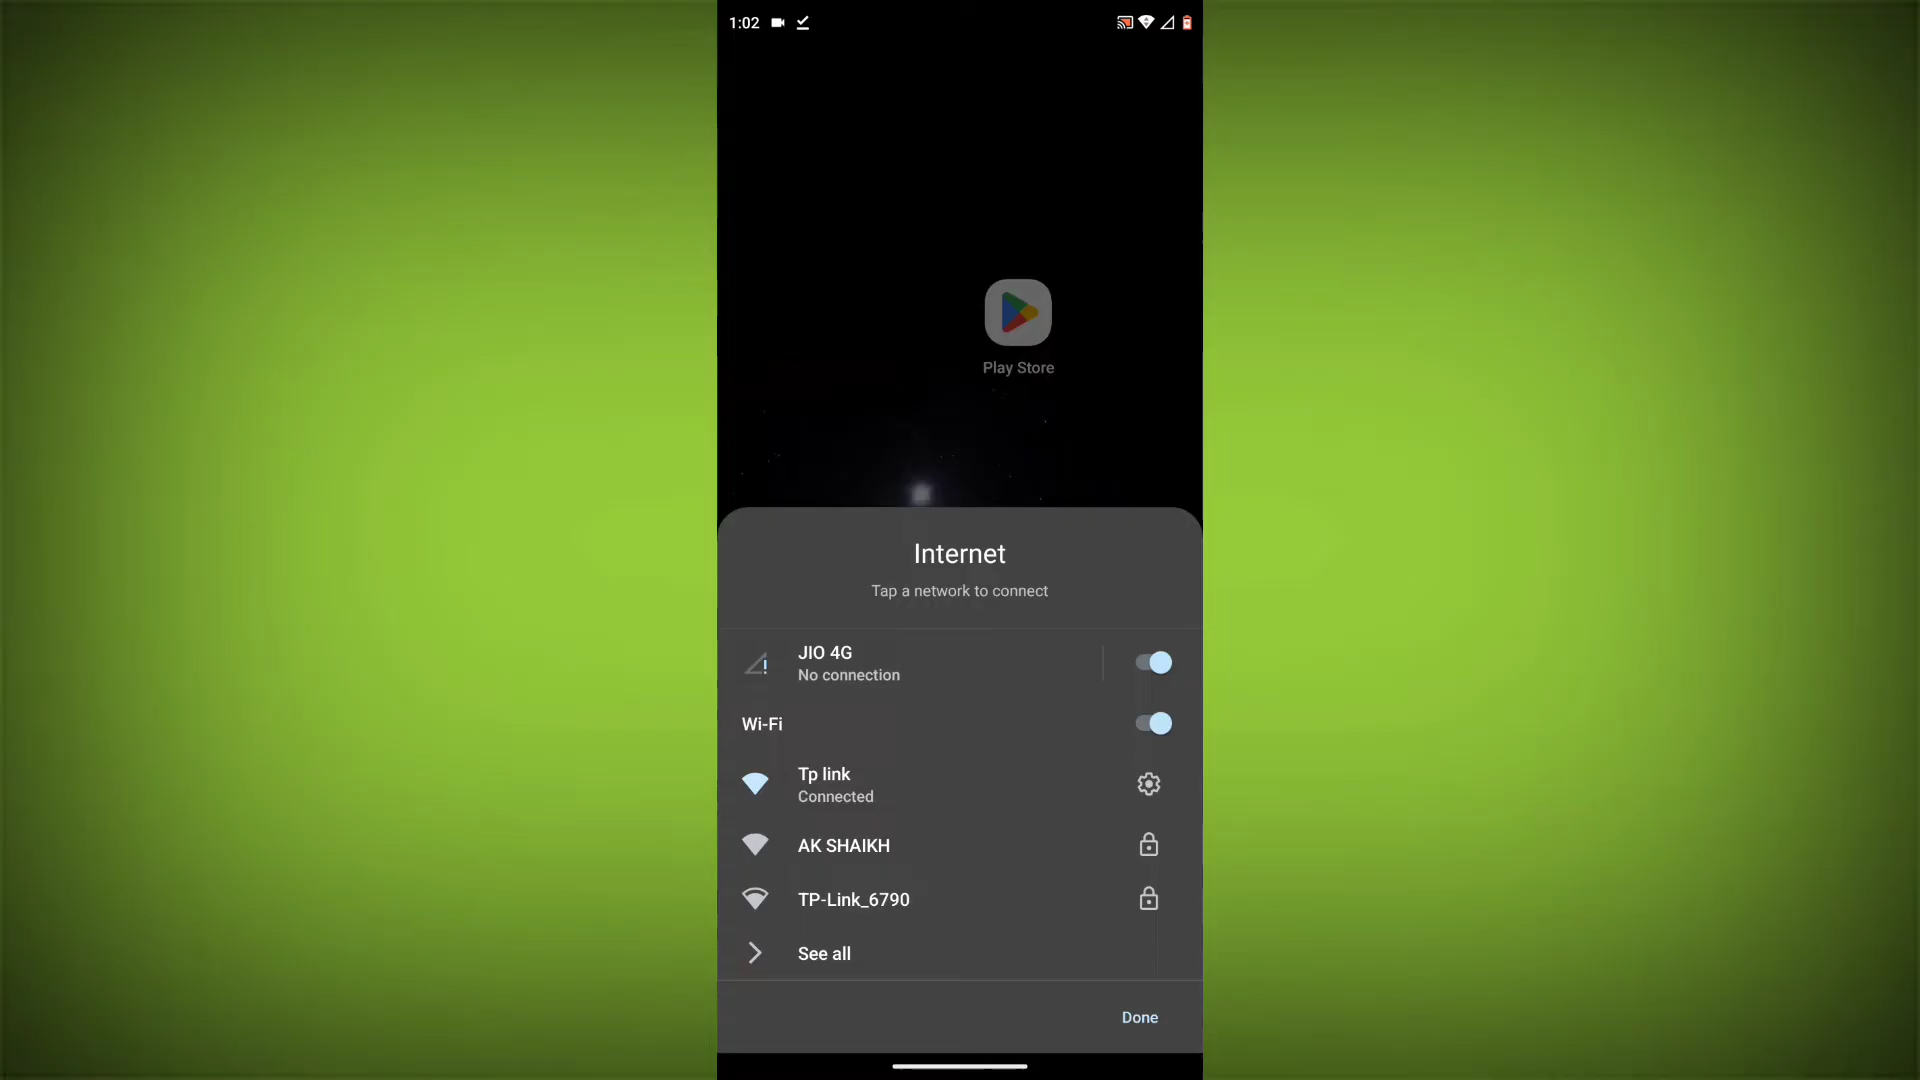 1:02
Play Store
Internet
Tap a network to connect
JIO 4G
No connection
Wi-Fi
Tp link
Connected
AK SHAIKH
TP-Link_6790
See all
Done